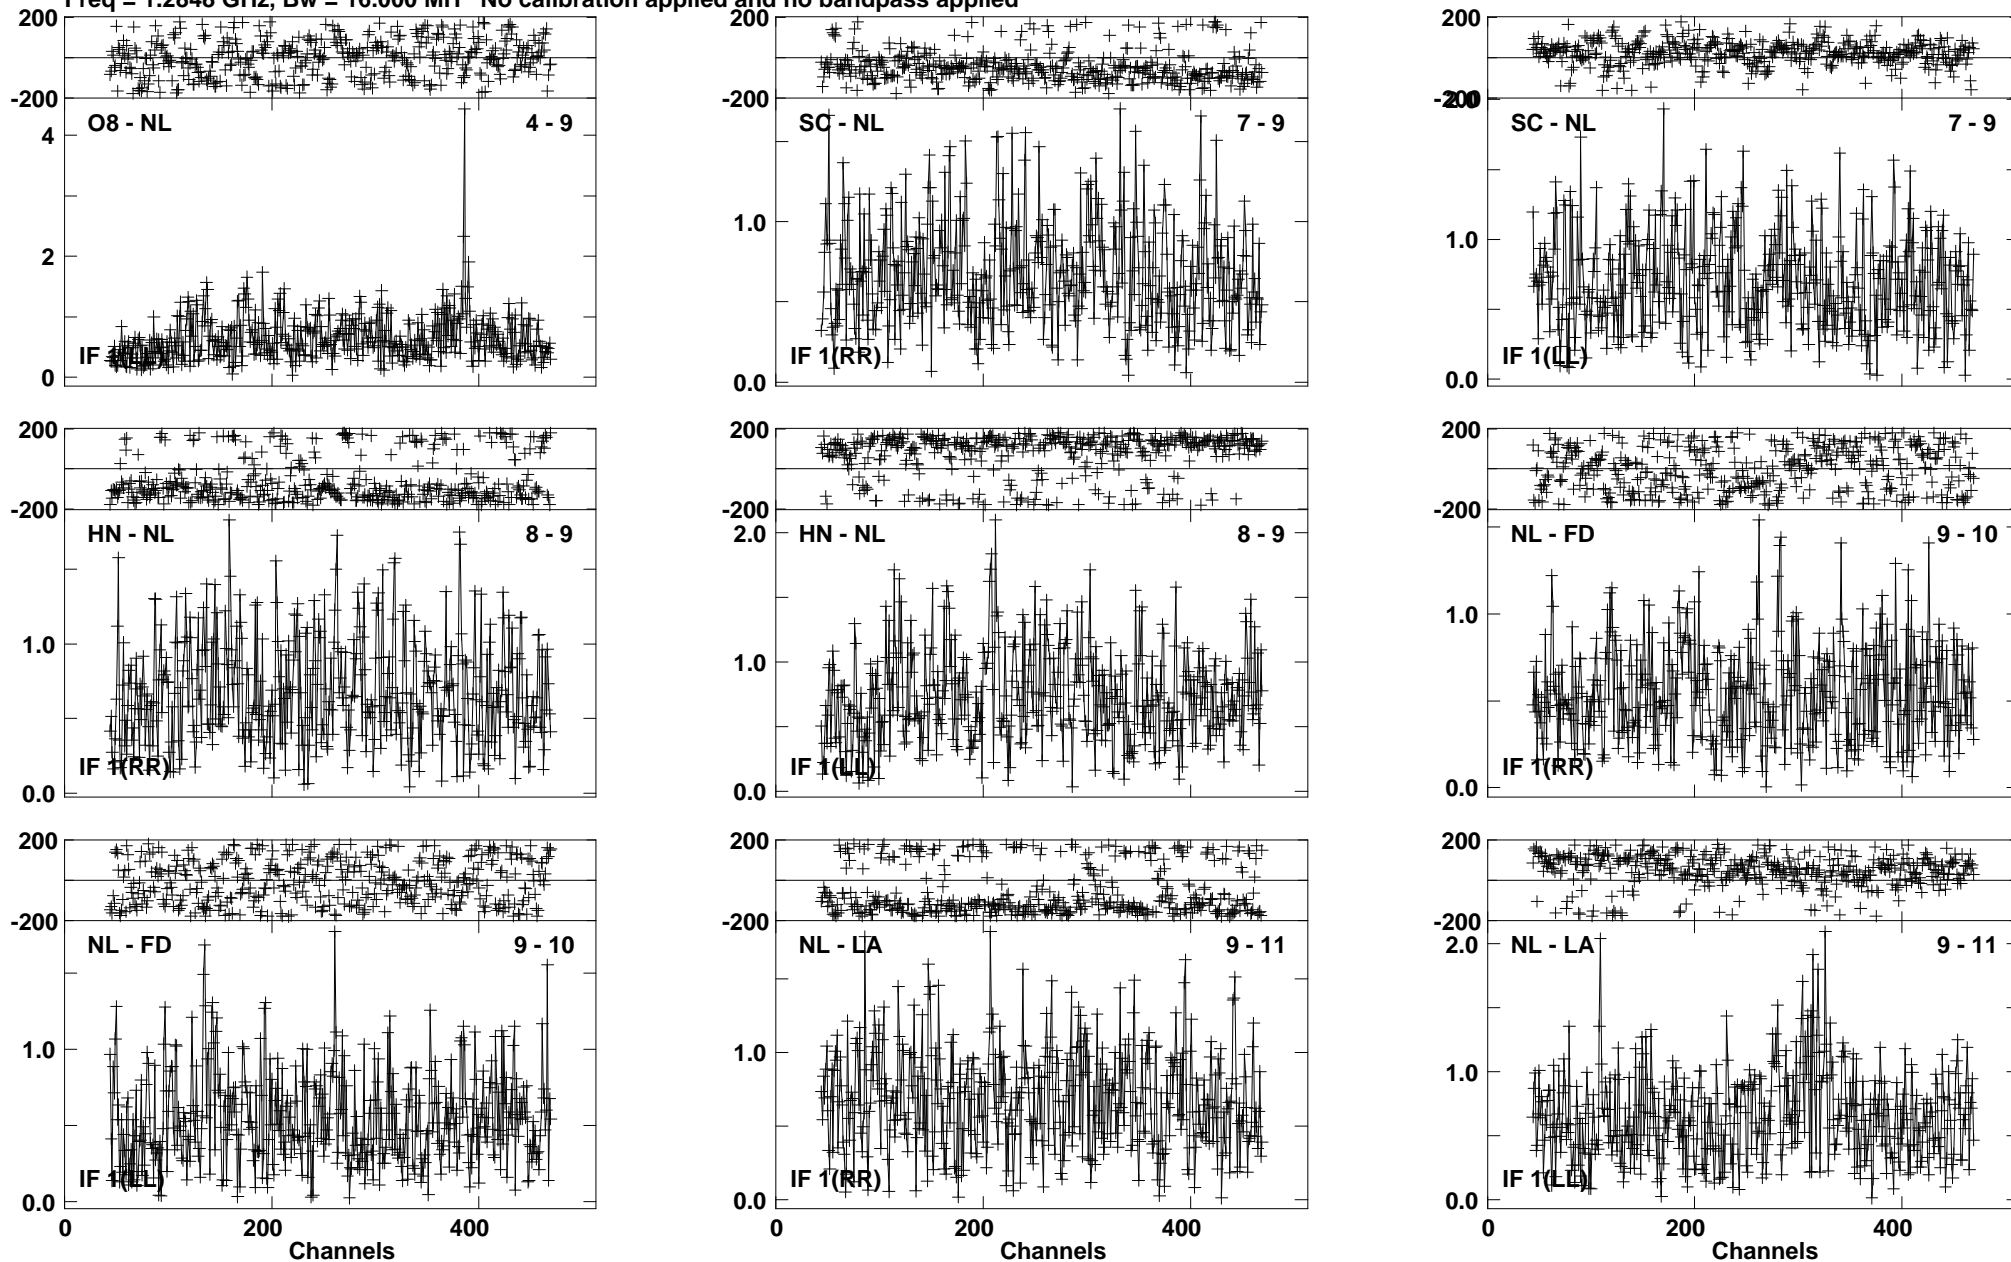 Freq = 1.2848 GHz, Bw = 16.000 MH No calibration applied and no bandpass applied
200
-200
O8 - NL 4 - 9
4
2
0
IF 1(LL)
200
-200
SC - NL 7 - 9
1.0
0.0
IF 1(RR)
200
-200
2.0
SC - NL 7 - 9
1.0
0.0
IF 1(LL)
200
-200
HN - NL 8 - 9
1.0
0.0
IF 1(RR)
200
-200
HN - NL 8 - 9
2.0
1.0
0.0
IF 1(LL)
200
-200
NL - FD 9 - 10
1.0
0.0
IF 1(RR)
200
-200
NL - FD 9 - 10
1.0
0.0
IF 1(LL)
0 200 400
Channels
200
-200
NL - LA 9 - 11
1.0
0.0
IF 1(RR)
0 200 400
Channels
200
-200
NL - LA 9 - 11
2.0
1.0
0.0
IF 1(LL)
0 200 400
Channels